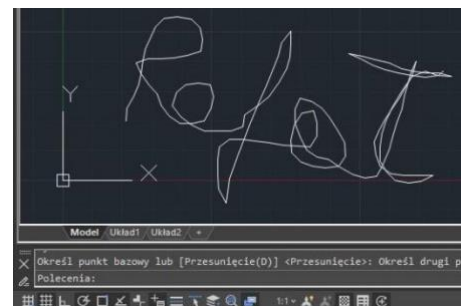 Y
X
Model Układ1 Układ2 +
Określ punkt bazowy lub [Przesunięcie(D)] <Przesunięcie>: Określ drugi p
Polecenia:
1:1